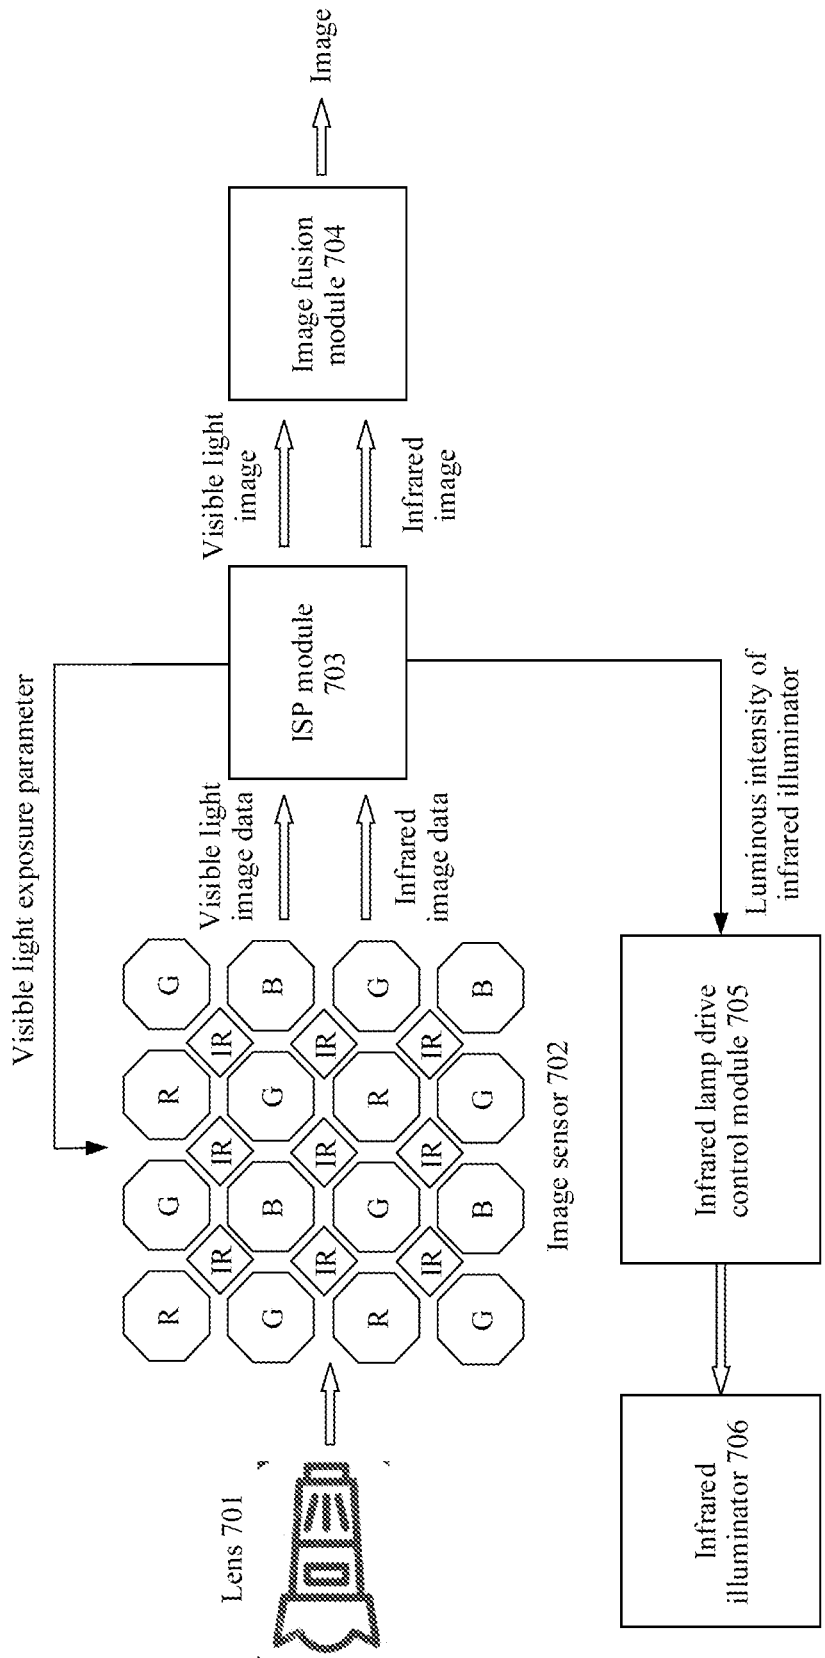 Visible light exposure parameter
Lens 701
R G R G
IR IR IR
G B G B
IR IR IR
R G R G
IR IR IR
G B G B
Image sensor 702
Visible light
image data
Infrared
image data
ISP module
703
Visible light
image
Infrared
image
Image fusion
module 704
Image
Luminous intensity of
infrared illuminator
Infrared lamp drive
control module 705
Infrared
illuminator 706